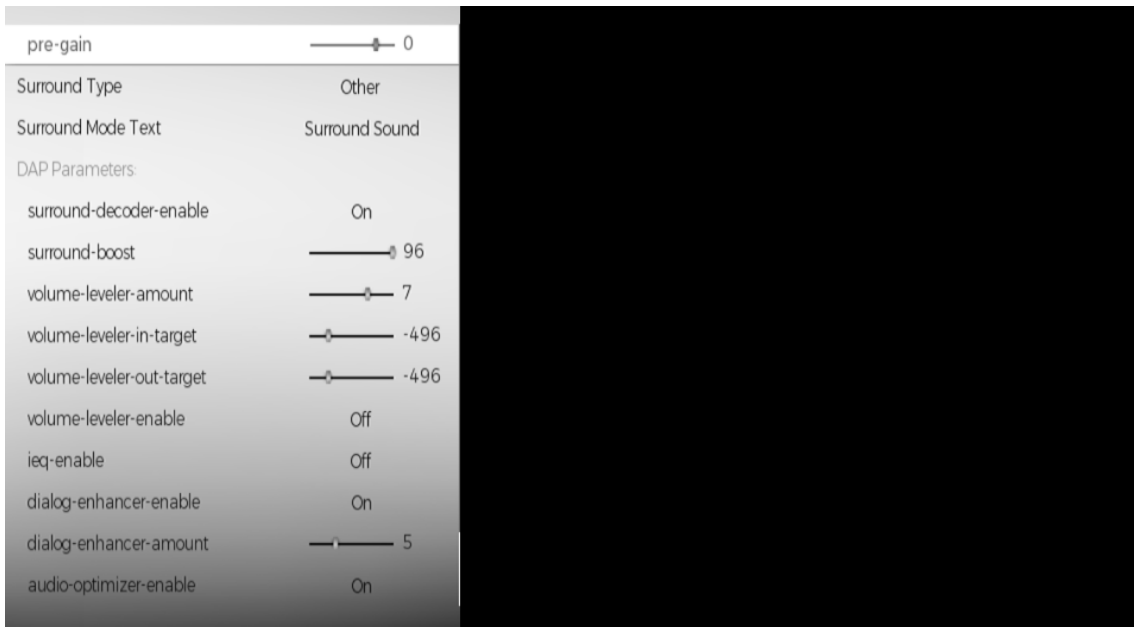 pre-gain 0
Surround Type Other
Surround Mode Text Surround Sound
DAP Parameters:
surround-decoder-enable On
surround-boost 96
volume-leveler-amount 7
volume-leveler-in-target -496
volume-leveler-out-target -496
volume-leveler-enable Off
ieq-enable Off
dialog-enhancer-enable On
dialog-enhancer-amount 5
audio-optimizer-enable On